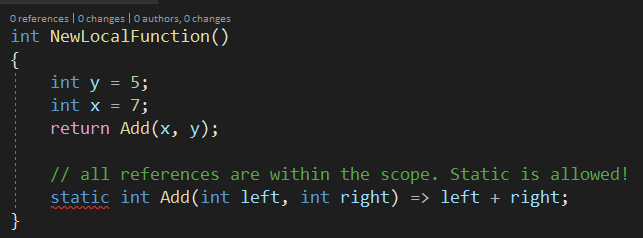 0 references | 0 changes | 0 authors, 0 changes
int NewLocalFunction()
{
int y = 5;
int x = 7;
return Add(x, y);
// all references are within the scope. Static is allowed!
static int Add(int left, int right) => left + right;
}